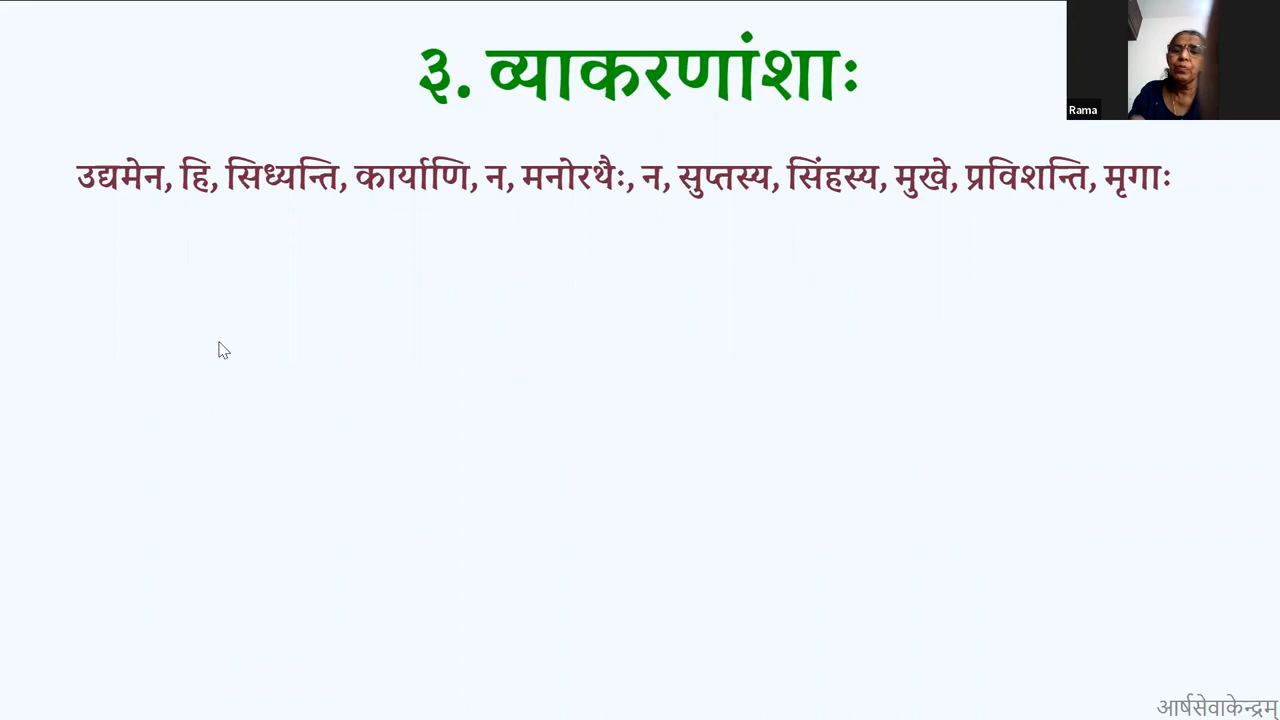 ३. व्याकरणांशाः
Rama
उद्यमेन, हि, सिध्यन्ति, कार्याणि, न, मनोरथैः, न, सुप्तस्य, सिंहस्य, मुखे, प्रविशन्ति, मृगाः
आर्षसेवाकेन्द्रम्